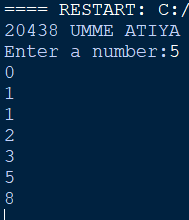 ==== RESTART: C:/
20438 UMME ATIYA
Enter a number:5
0
1
1
2
3
5
8